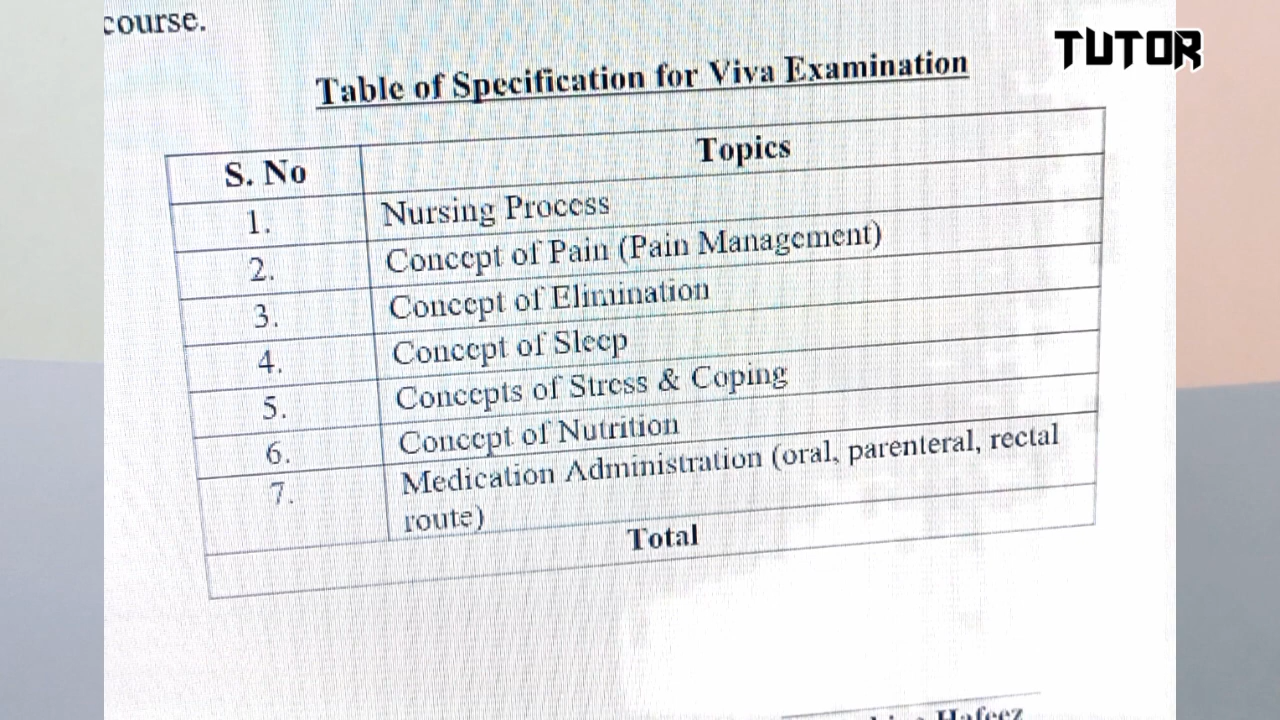 course.
TUTOR
Table of Specification for Viva Examination
S. No Topics
1. Nursing Process
2. Concept of Pain (Pain Management)
3. Concept of Elimination
4. Concept of Sleep
5. Concepts of Stress & Coping
6. Concept of Nutrition
7. Medication Administration (oral, parenteral, rectal
route)
Total
Hafeez